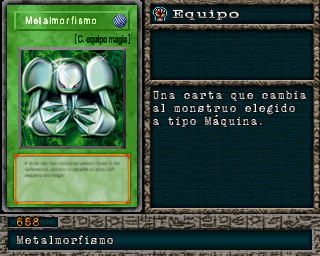 Metalmorfismo
[C. equipo magia]
Equipo
Una carta que cambia
al monstruo elegido
a tipo Máquina.
658
Metalmorfismo